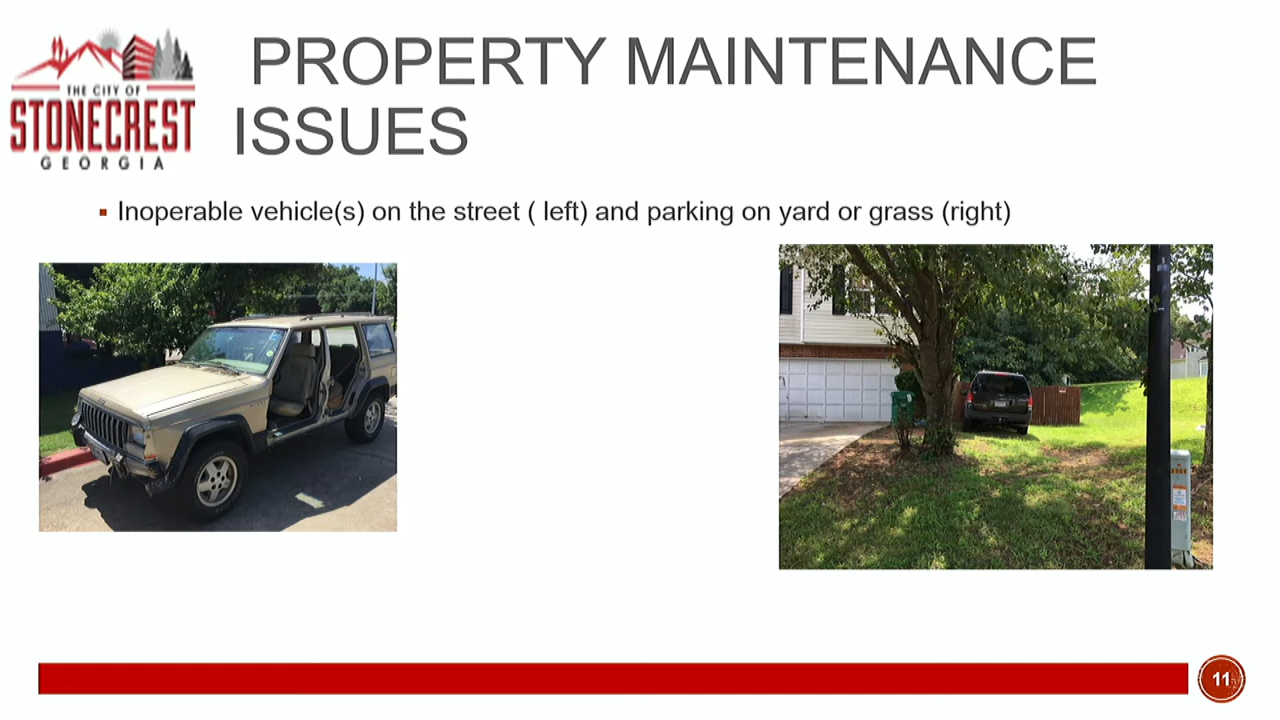 THE CITY OF
STONECREST
GEORGIA
PROPERTY MAINTENANCE
ISSUES
▪ Inoperable vehicle(s) on the street ( left) and parking on yard or grass (right)
11